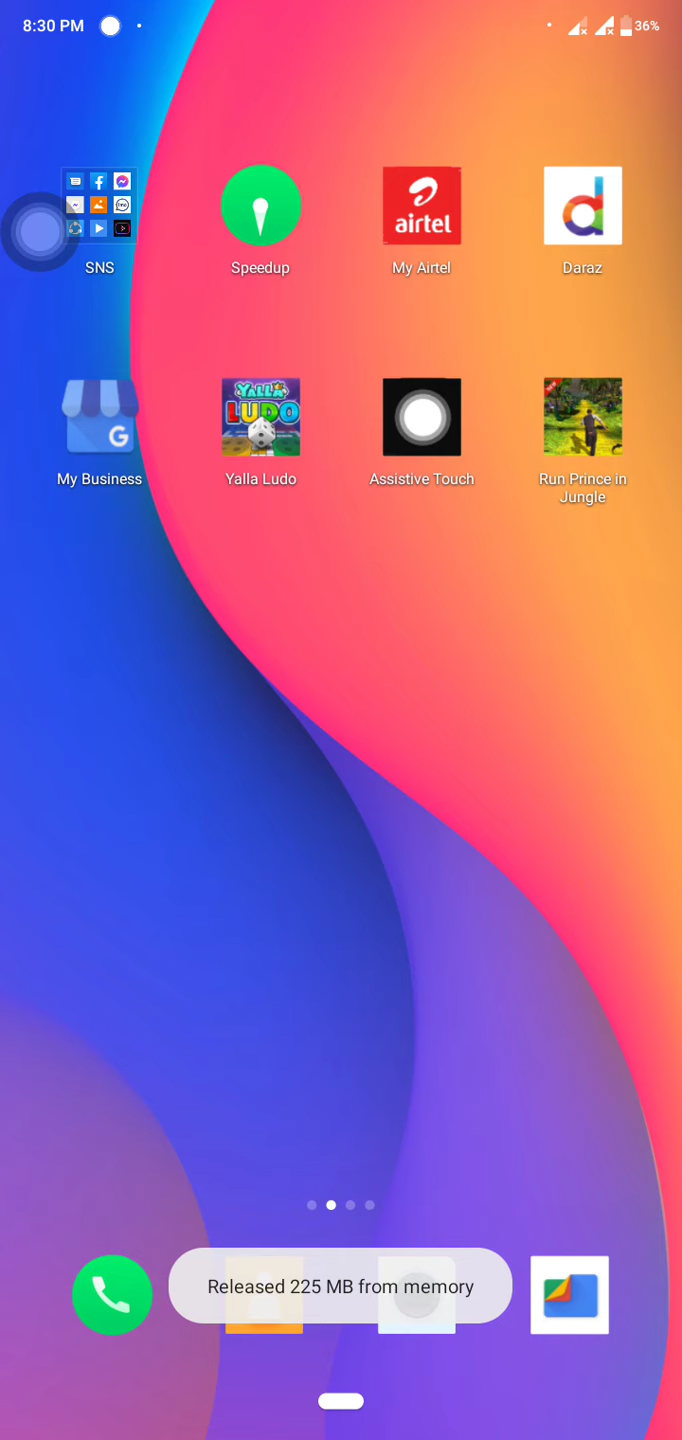 8:30 PM
36%
SNS
Speedup
airtel
My Airtel
d
Daraz
G
My Business
YALLA
LUDO
Yalla Ludo
Assistive Touch
Run Prince in
Jungle
Released 225 MB from memory